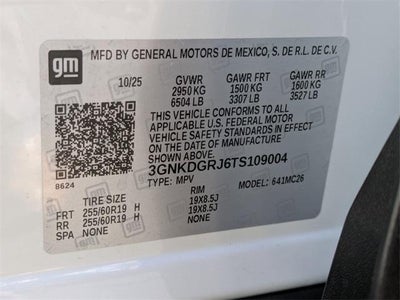 gm
MFD BY GENERAL MOTORS DE MEXICO, S. DE R.L. DE C.V.
10/25 GVWR GAWR FRT GAWR RR
2950 KG 1500 KG 1600 KG
6504 LB 3307 LB 3527 LB
THIS VEHICLE CONFORMS TO ALL
APPLICABLE U.S. FEDERAL MOTOR
VEHICLE SAFETY STANDARDS IN EFFECT ON THE
DATE OF MANUFACTURE SHOWN ABOVE.
3GNKDGRJ6TS109004
8624 TYPE: MPV MODEL: 641MC26
TIRE SIZE RIM
FRT 255/60R19 H 19X8.5J
RR 255/60R19 H 19X8.5J
SPA NONE NONE